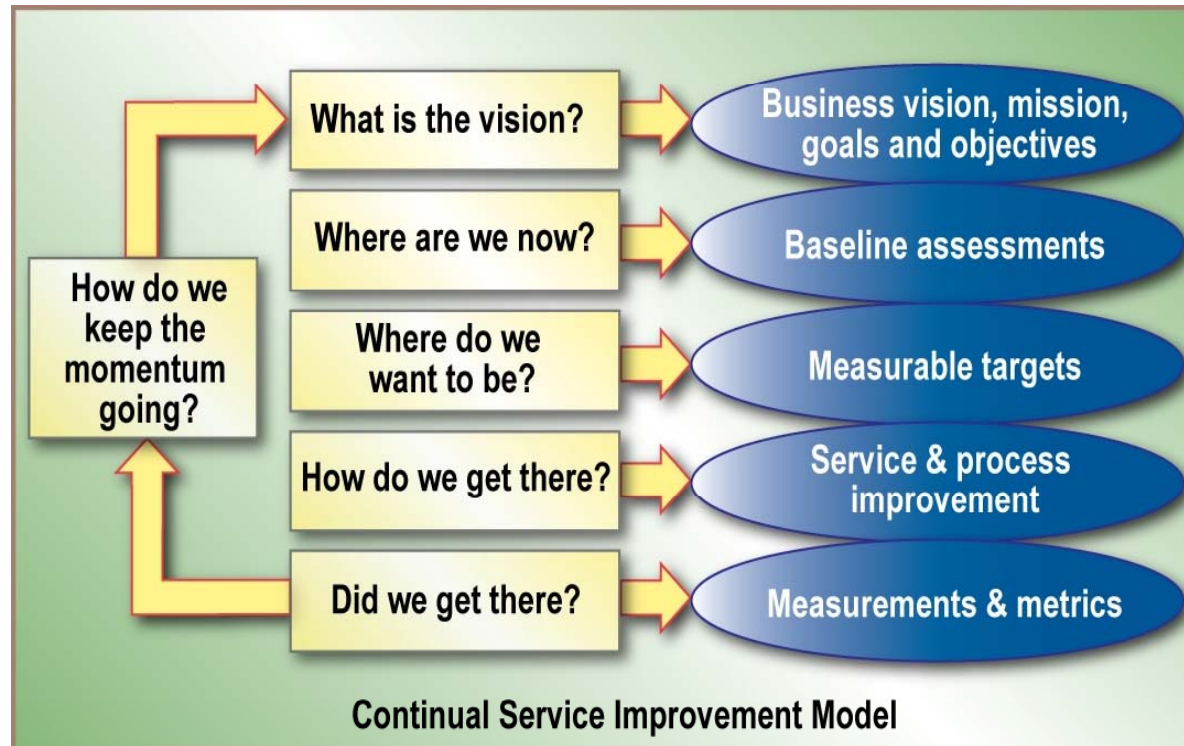 What is the vision?
Business vision, mission,
goals and objectives
Where are we now?
Baseline assessments
How do we
keep the
momentum
going?
Where do we
want to be?
Measurable targets
How do we get there?
Service & process
improvement
Did we get there?
Measurements & metrics
Continual Service Improvement Model